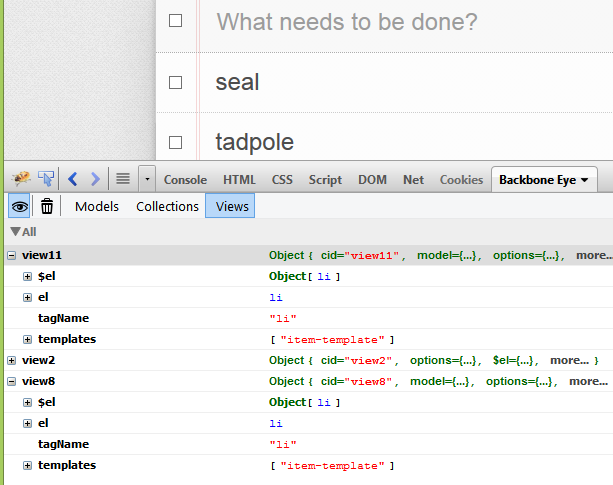 What needs to be done?
seal
tadpole
Console HTML CSS Script DOM Net Cookies Backbone Eye
Models Collections Views
All
view11 Object { cid="view11", model={...}, options={...}, more...
$el Object[ li ]
el li
tagName "li"
templates [ "item-template" ]
view2 Object { cid="view2", options={...}, $el={...}, more... }
view8 Object { cid="view8", model={...}, options={...}, more...
$el Object[ li ]
el li
tagName "li"
templates [ "item-template" ]